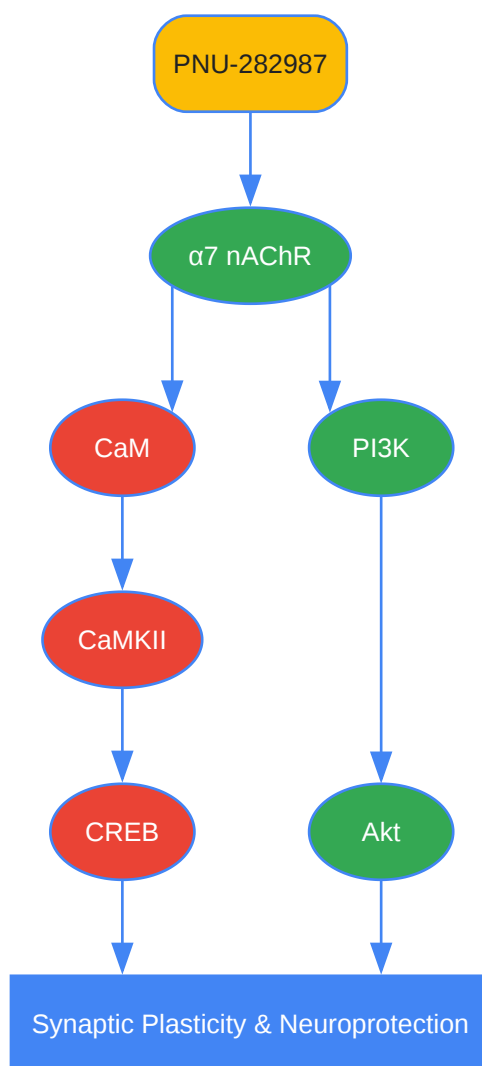 PNU-282987
α7 nAChR
CaM
PI3K
CaMKII
CREB
Akt
Synaptic Plasticity & Neuroprotection